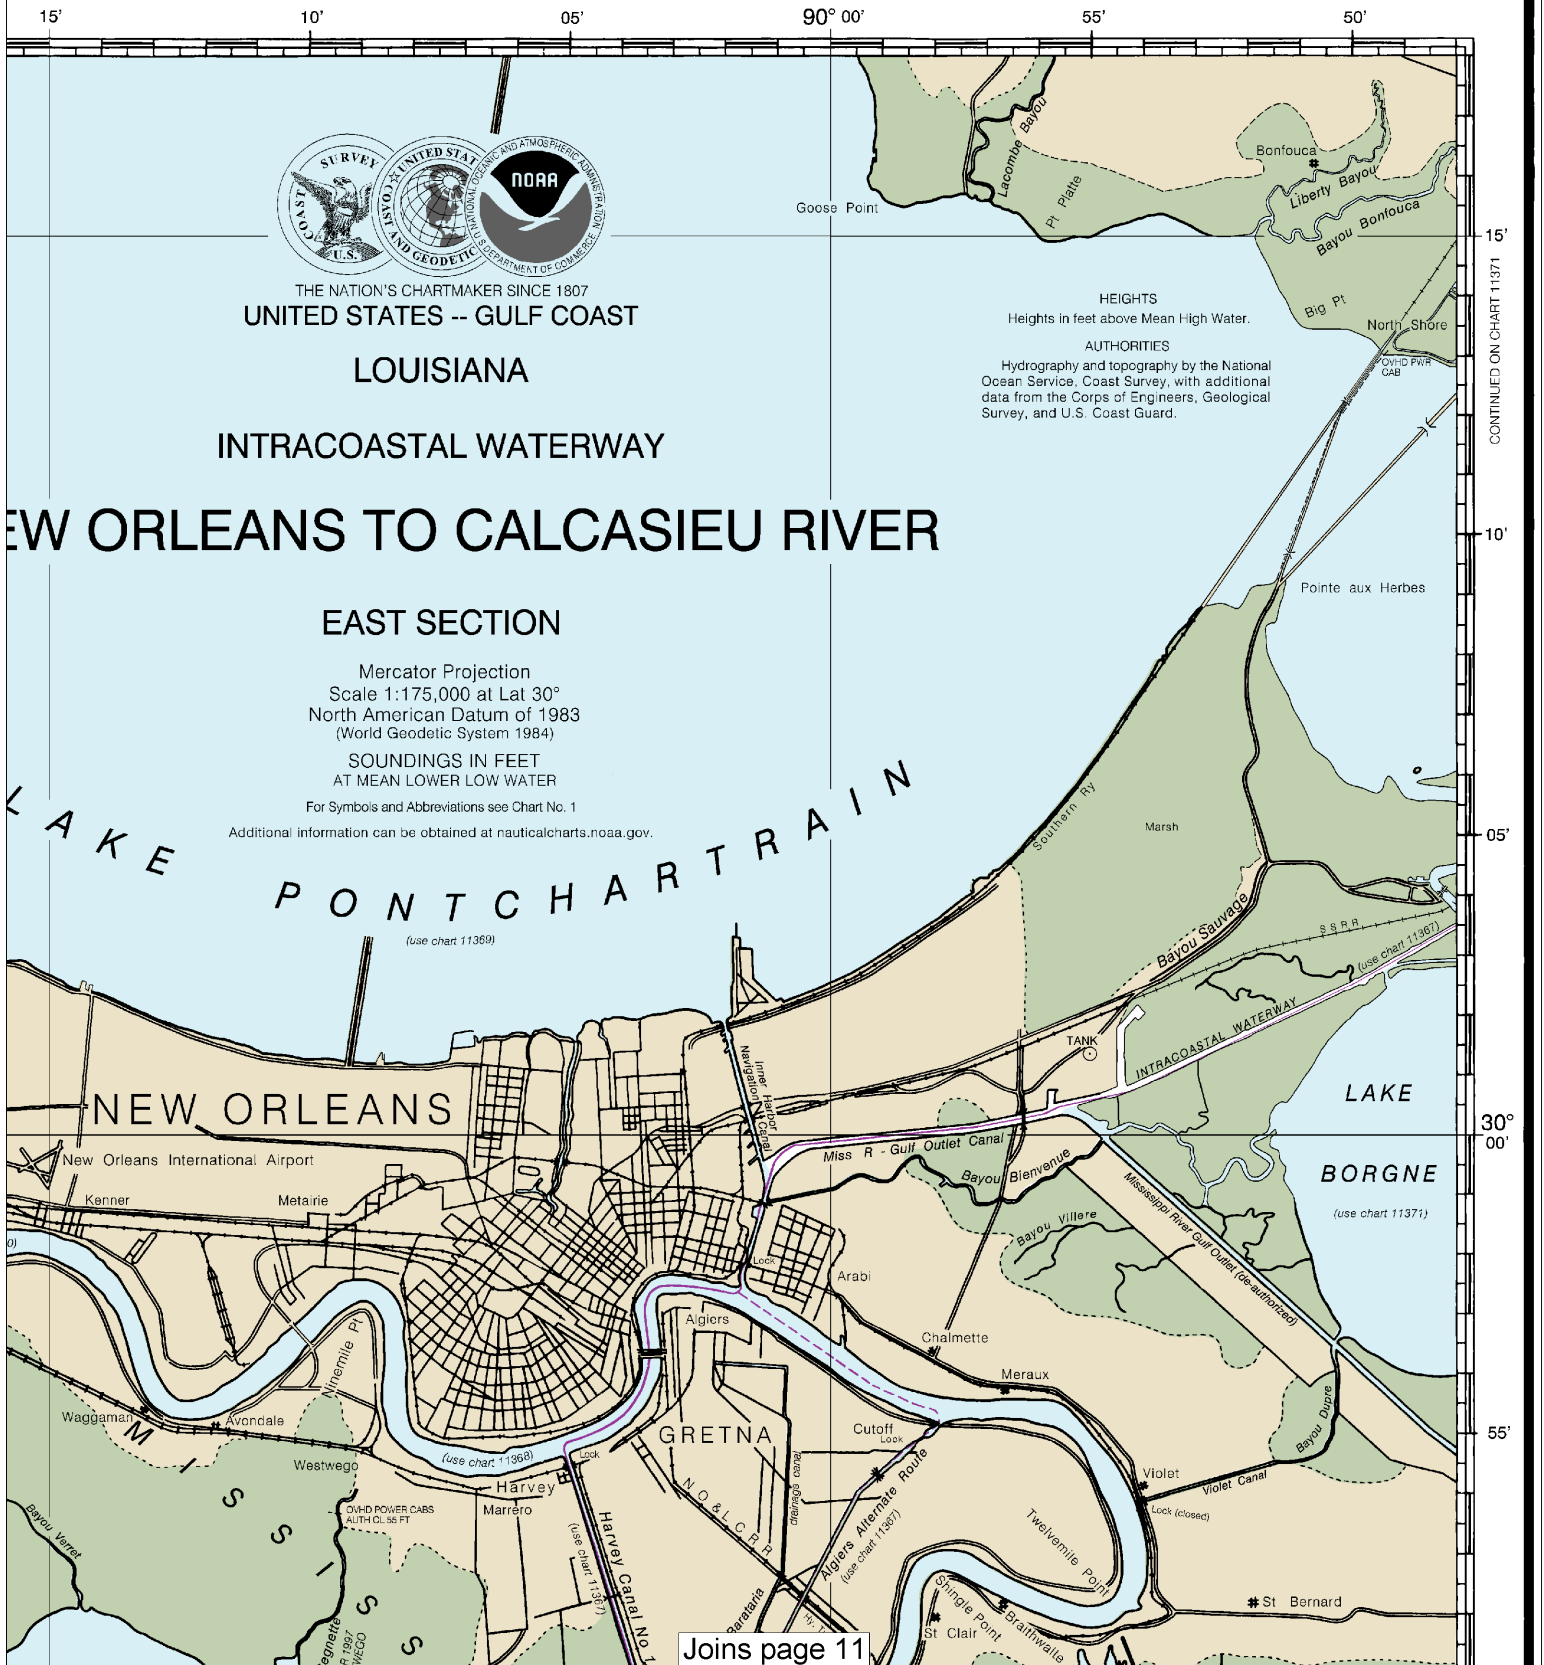 15'
10'
05'
90° 00'
55'
50'
COAST SURVEY
U.S.
UNITED STAT
COAST AND GEODETIC
NATIONAL OCEANIC AND ATMOSPHERIC ADMINISTRATION
U S DEPARTMENT OF COMMERCE
NOAA
THE NATION'S CHARTMAKER SINCE 1807
UNITED STATES -- GULF COAST
LOUISIANA
INTRACOASTAL WATERWAY
EW ORLEANS TO CALCASIEU RIVER
EAST SECTION
Mercator Projection
Scale 1:175,000 at Lat 30°
North American Datum of 1983
(World Geodetic System 1984)
SOUNDINGS IN FEET
AT MEAN LOWER LOW WATER
For Symbols and Abbreviations see Chart No. 1
Additional information can be obtained at nauticalcharts.noaa.gov.
LAKE PONTCHARTRAIN
(use chart 11369)
Goose Point
Lacombe Bayou
Pt Platte
Bonfouca
Liberty Bayou
Bayou Bonfouca
Big Pt
North Shore
OVHD PWR
CAB
15'
CONTINUED ON CHART 11371
HEIGHTS
Heights in feet above Mean High Water.
AUTHORITIES
Hydrography and topography by the National
Ocean Service, Coast Survey, with additional
data from the Corps of Engineers, Geological
Survey, and U.S. Coast Guard.
10'
Pointe aux Herbes
Southern Ry
Marsh
05'
Bayou Sauvage
S S R R
(use chart 11367)
INTRACOASTAL WATERWAY
TANK
LAKE
BORGNE
(use chart 11371)
30°
00'
NEW ORLEANS
New Orleans International Airport
Kenner
Metairie
Inner Harbor
Navigation Canal
Miss R - Gulf Outlet Canal
Bayou Bienvenue
Bayou Villere
Mississippi River Gulf Outlet (de-authorized)
0)
Lock
Arabi
Algiers
Chalmette
Meraux
Ninemile Pt
Waggaman
Avondale
Westwego
(use chart 11368)
Lock
Harvey
Marrero
GRETNA
Cutoff
Lock
55'
Bayou Dupre
Violet
Violet Canal
Lock (closed)
MISSISS
OVHD POWER CABS
AUTH CL 55 FT
Bayou Verret
egnette
R 1997
WEGO
(use chart 11367)
Harvey Canal No 1
N O & L C R R
drainage canal
Algiers Alternate Route
(use chart 11367)
Barataria
Hy.
Twelvemile Point
Shingle Point
St Clair
Braithwaite
St Bernard
Joins page 11